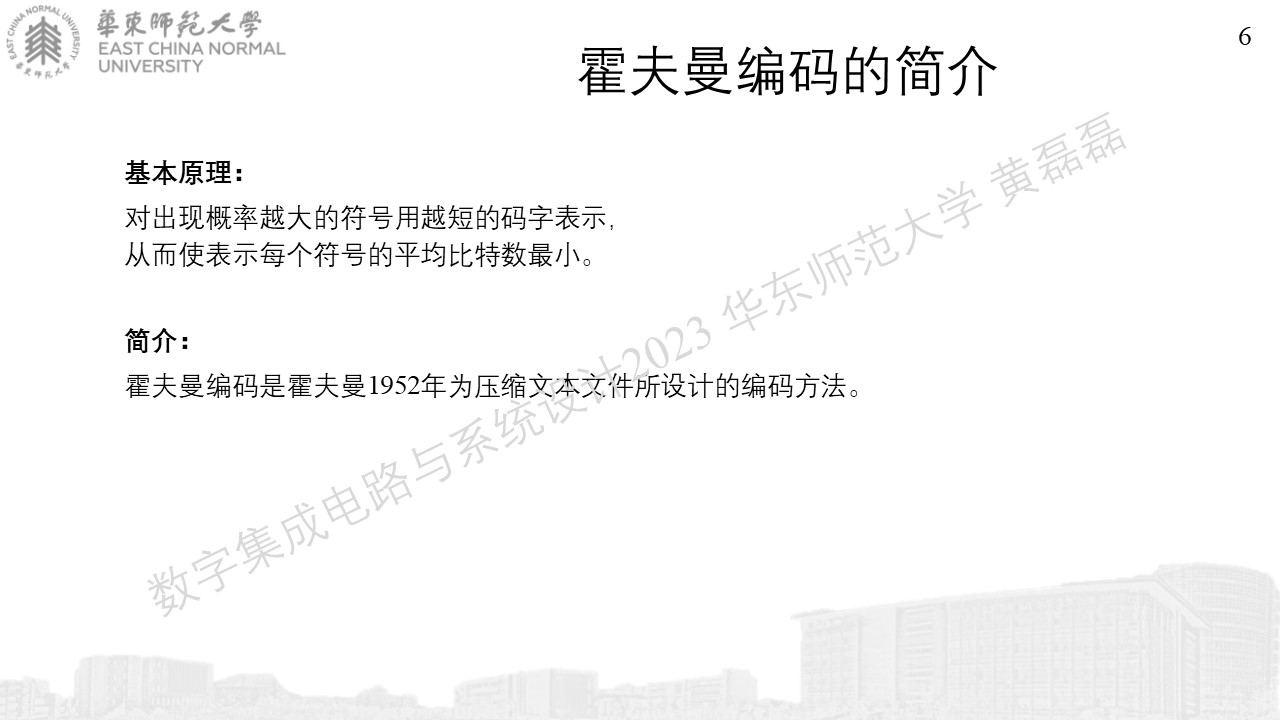 華東師範大學
EAST CHINA NORMAL
UNIVERSITY
EAST CHINA NORMAL UNIVERSITY
華東師范大学
6
霍夫曼编码的简介
基本原理：
对出现概率越大的符号用越短的码字表示，
从而使表示每个符号的平均比特数最小。
简介：
霍夫曼编码是霍夫曼1952年为压缩文本文件所设计的编码方法。
数字集成电路与系统设计2023 华东师范大学 黄磊磊